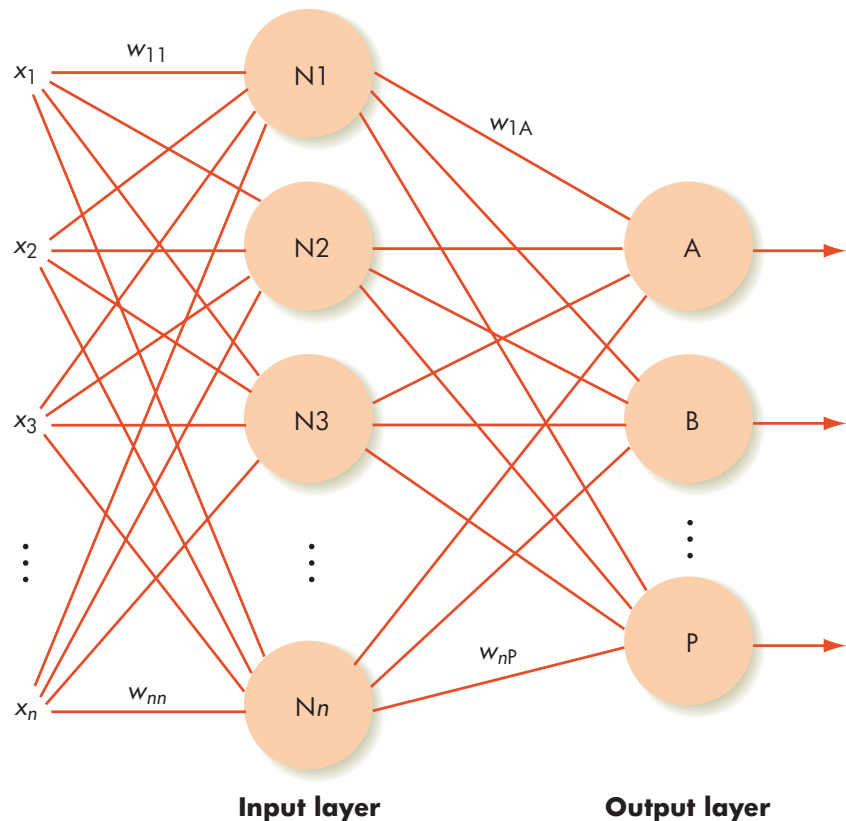 w11
x1
N1
w1A
x2
N2
A
x3
N3
B
wnP
P
xn
wnn
Nn
Input layer
Output layer